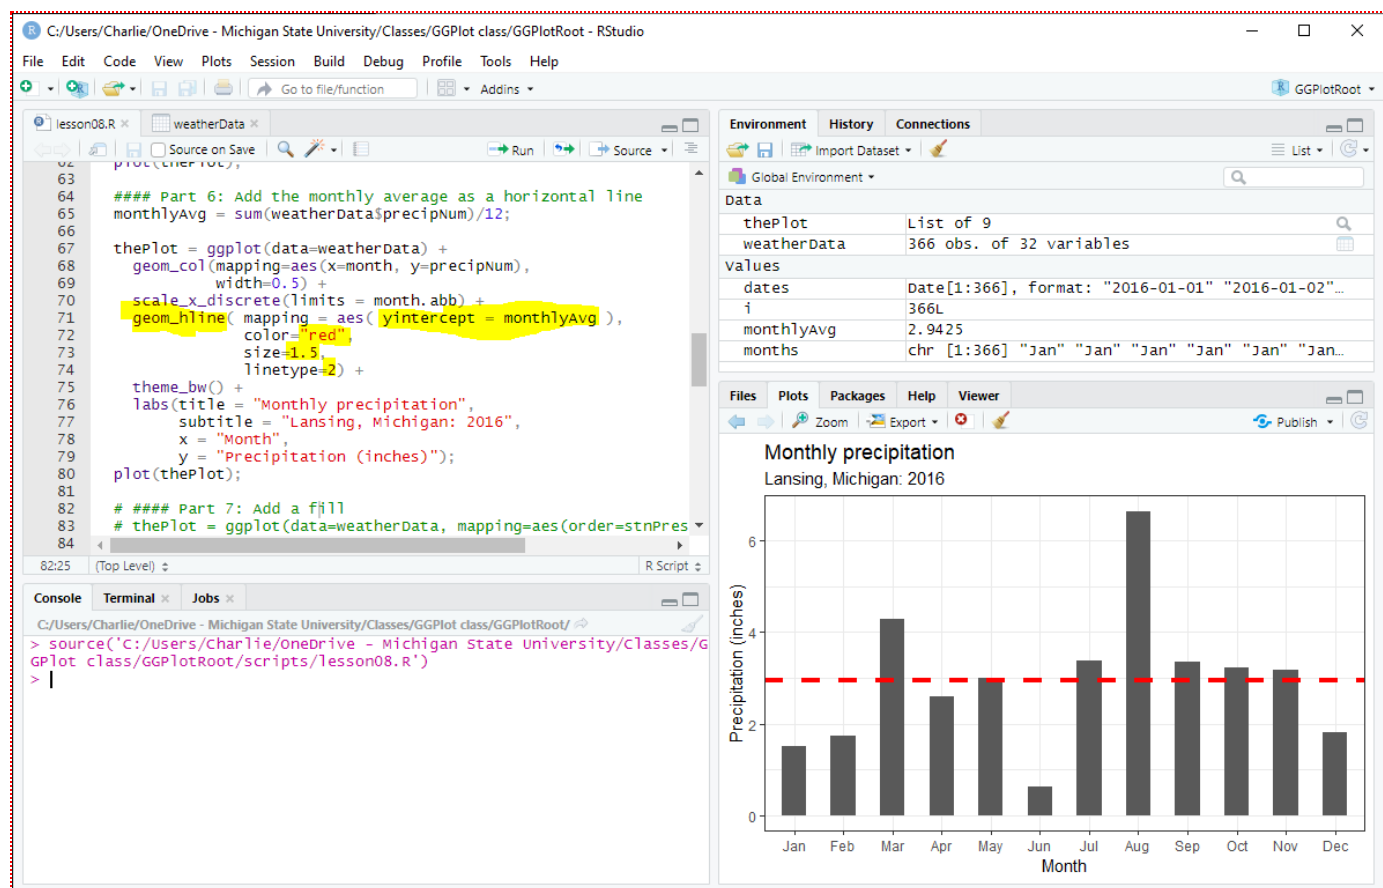 C:/Users/Charlie/OneDrive - Michigan State University/Classes/GGPlot class/GGPlotRoot - RStudio
File Edit Code View Plots Session Build Debug Profile Tools Help
Go to file/function Addins GGPlotRoot
lesson08.R weatherData
Source on Save Run Source
62 plot(thePlot);
63
64 #### Part 6: Add the monthly average as a horizontal line
65 monthlyAvg = sum(weatherData$precipNum)/12;
66
67 thePlot = ggplot(data=weatherData) +
68 geom_col(mapping=aes(x=month, y=precipNum),
69 width=0.5) +
70 scale_x_discrete(limits = month.abb) +
71 geom_hline( mapping = aes( yintercept = monthlyAvg ),
72 color="red",
73 size=1.5,
74 linetype=2) +
75 theme_bw() +
76 labs(title = "Monthly precipitation",
77 subtitle = "Lansing, Michigan: 2016",
78 x = "Month",
79 y = "Precipitation (inches)");
80 plot(thePlot);
81
82 # #### Part 7: Add a fill
83 # thePlot = ggplot(data=weatherData, mapping=aes(order=stnPres
84
82:25 (Top Level) R Script
Console Terminal Jobs
C:/Users/Charlie/OneDrive - Michigan State University/Classes/GGPlot class/GGPlotRoot/
> source('C:/Users/Charlie/OneDrive - Michigan State University/Classes/G
GPlot class/GGPlotRoot/scripts/lesson08.R')
>
Environment History Connections
Import Dataset List
Global Environment
Data
thePlot List of 9
weatherData 366 obs. of 32 variables
Values
dates Date[1:366], format: "2016-01-01" "2016-01-02"…
i 366L
monthlyAvg 2.9425
months chr [1:366] "Jan" "Jan" "Jan" "Jan" "Jan" "Jan…
Files Plots Packages Help Viewer
Zoom Export Publish
Monthly precipitation
Lansing, Michigan: 2016
Precipitation (inches)
6
4
2
0
Jan Feb Mar Apr May Jun Jul Aug Sep Oct Nov Dec
Month